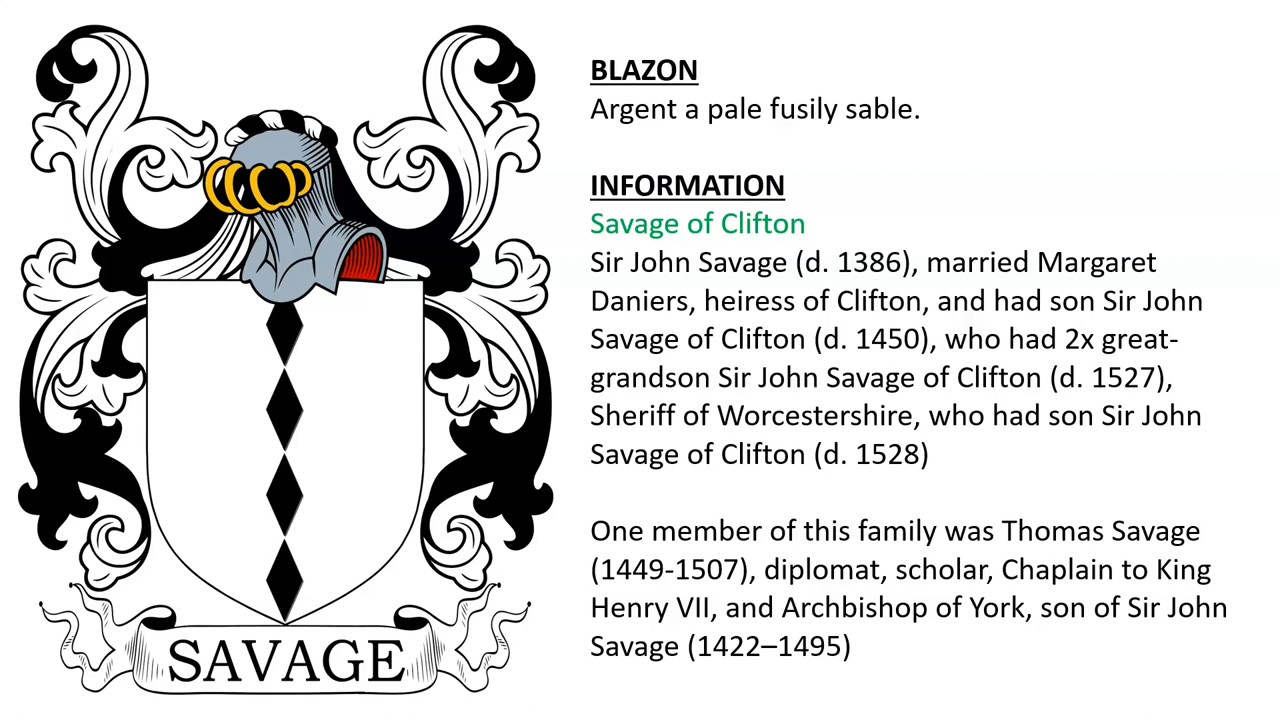 BLAZON
Argent a pale fusily sable.
INFORMATION
Savage of Clifton
Sir John Savage (d. 1386), married Margaret
Daniers, heiress of Clifton, and had son Sir John
Savage of Clifton (d. 1450), who had 2x great-
grandson Sir John Savage of Clifton (d. 1527),
Sheriff of Worcestershire, who had son Sir John
Savage of Clifton (d. 1528)
One member of this family was Thomas Savage
(1449-1507), diplomat, scholar, Chaplain to King
Henry VII, and Archbishop of York, son of Sir John
Savage (1422–1495)
SAVAGE